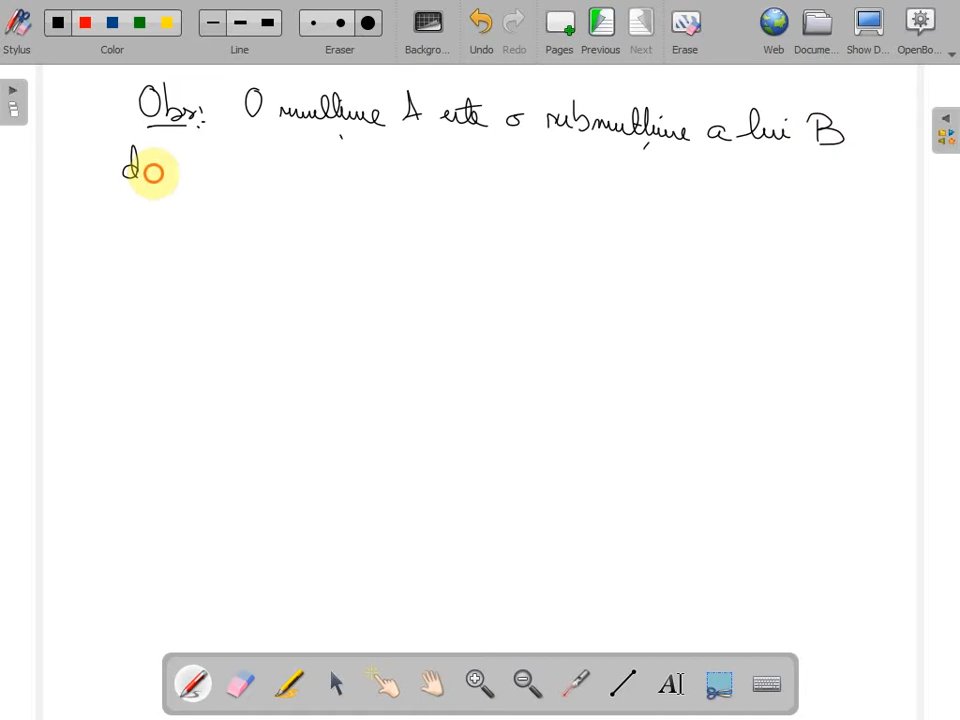 Stylus Color Line Eraser Backgro... Undo Redo Pages Previous Next Erase Web Docume... Show D... OpenBo...
Obs: O mulțime A este o submulțime a lui B
d